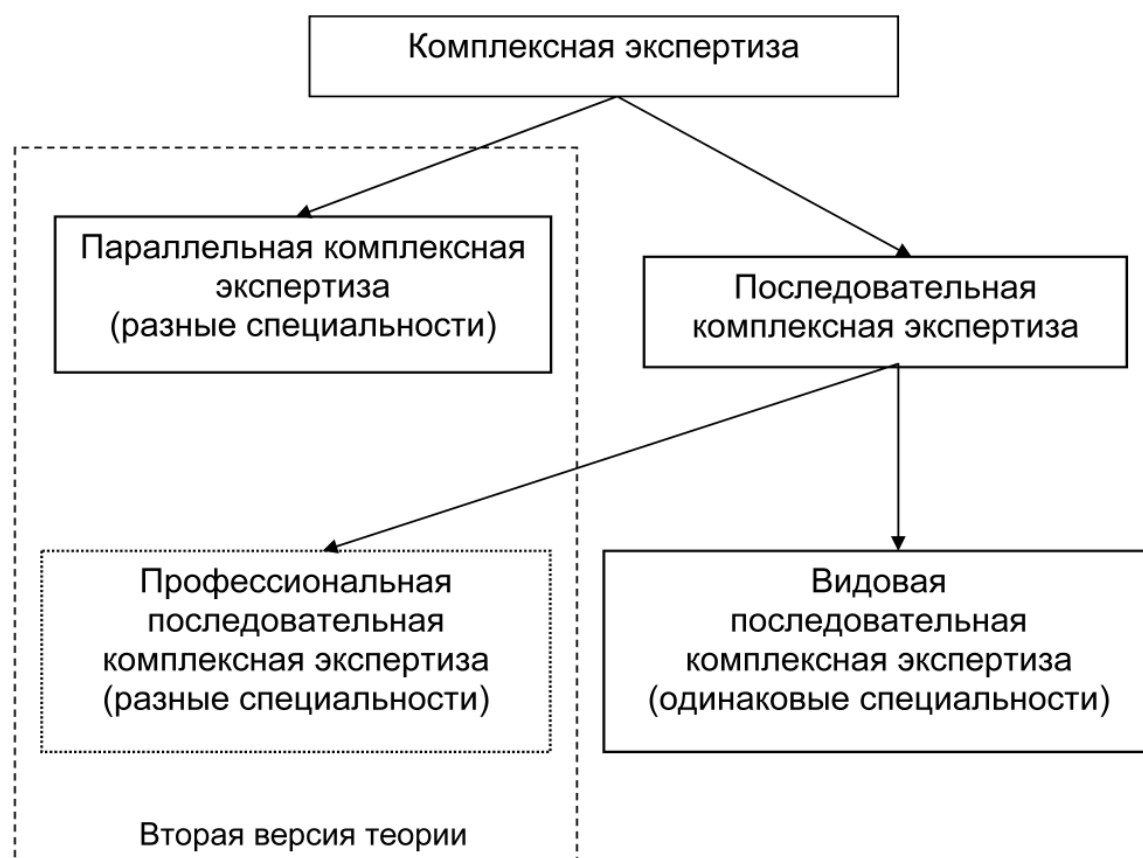 Комплексная экспертиза
Параллельная комплексная
экспертиза
(разные специальности)
Последовательная
комплексная экспертиза
Профессиональная
последовательная
комплексная экспертиза
(разные специальности)
Видовая
последовательная
комплексная экспертиза
(одинаковые специальности)
Вторая версия теории